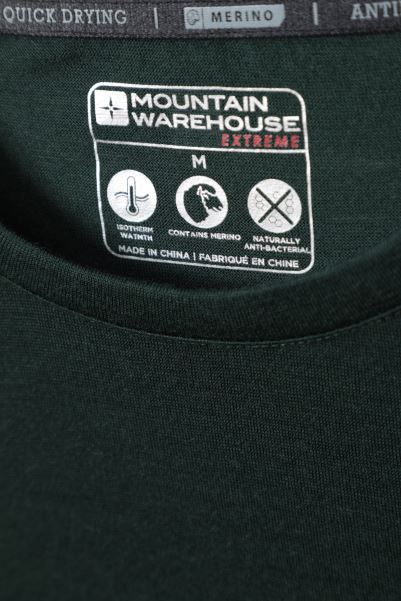 QUICK DRYING | MERINO | ANTI
MOUNTAIN
WAREHOUSE
EXTREME
M
ISOTHERM
WARMTH
CONTAINS MERINO
NATURALLY
ANTI-BACTERIAL
MADE IN CHINA | FABRIQUÉ EN CHINE